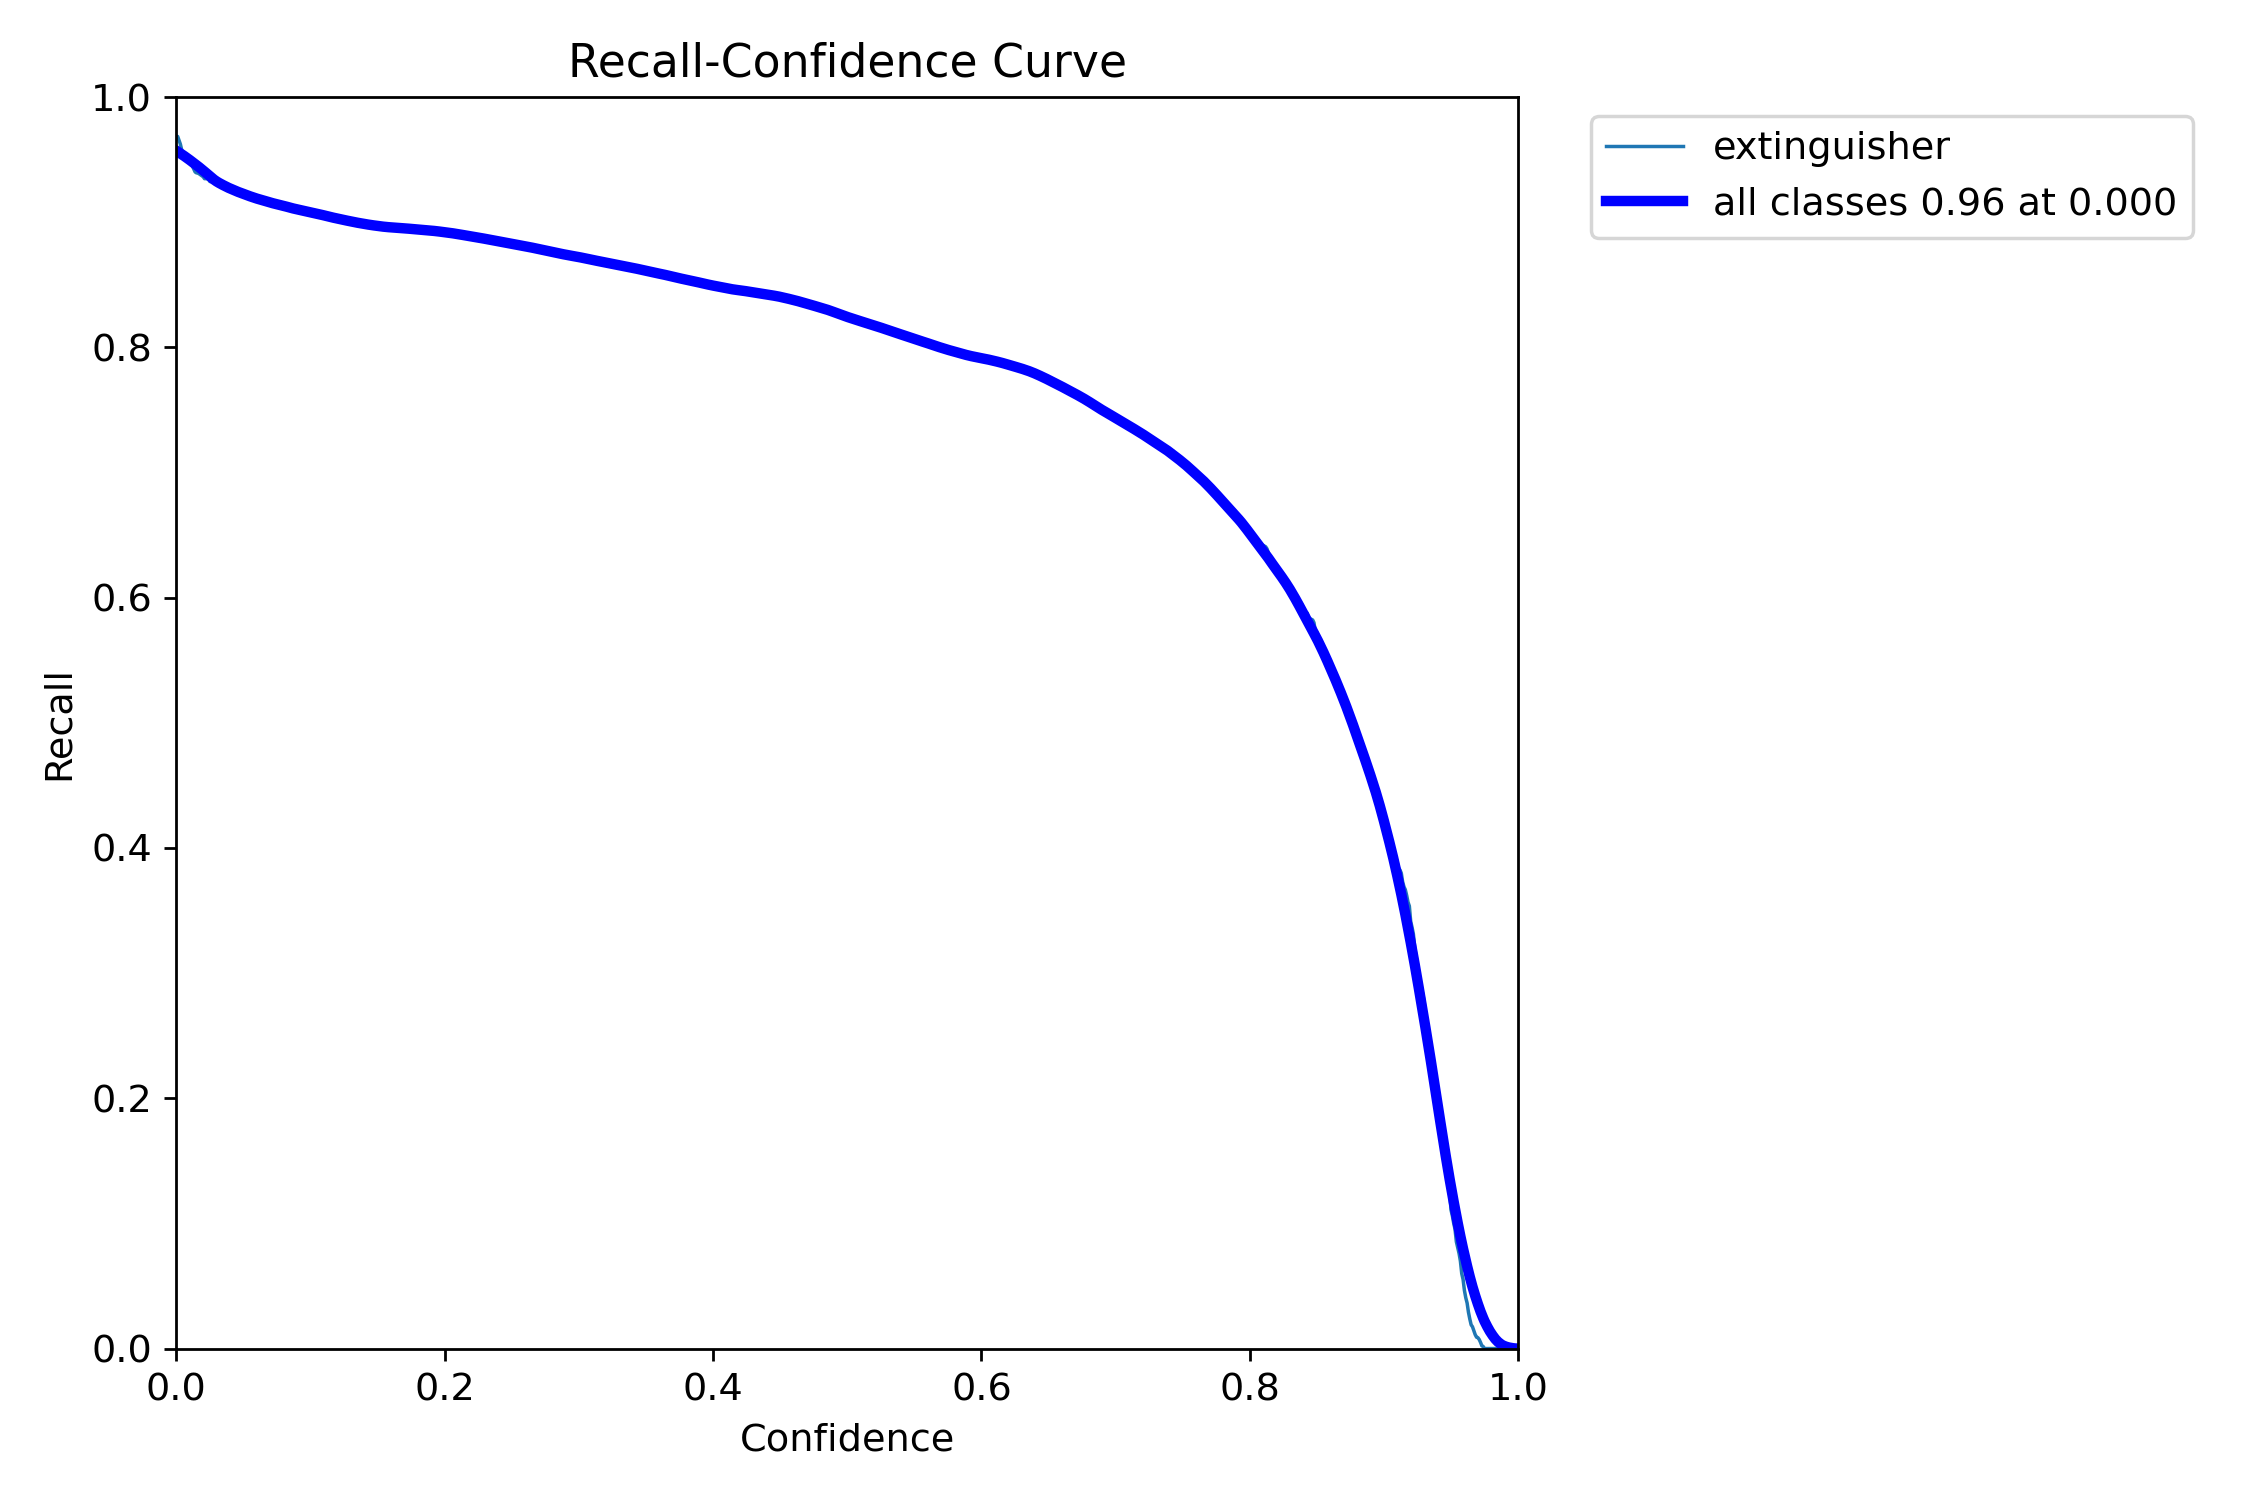 Recall-Confidence Curve
extinguisher
all classes 0.96 at 0.000
1.0
0.8
0.6
0.4
0.2
0.0
Recall
0.0 0.2 0.4 0.6 0.8 1.0
Confidence